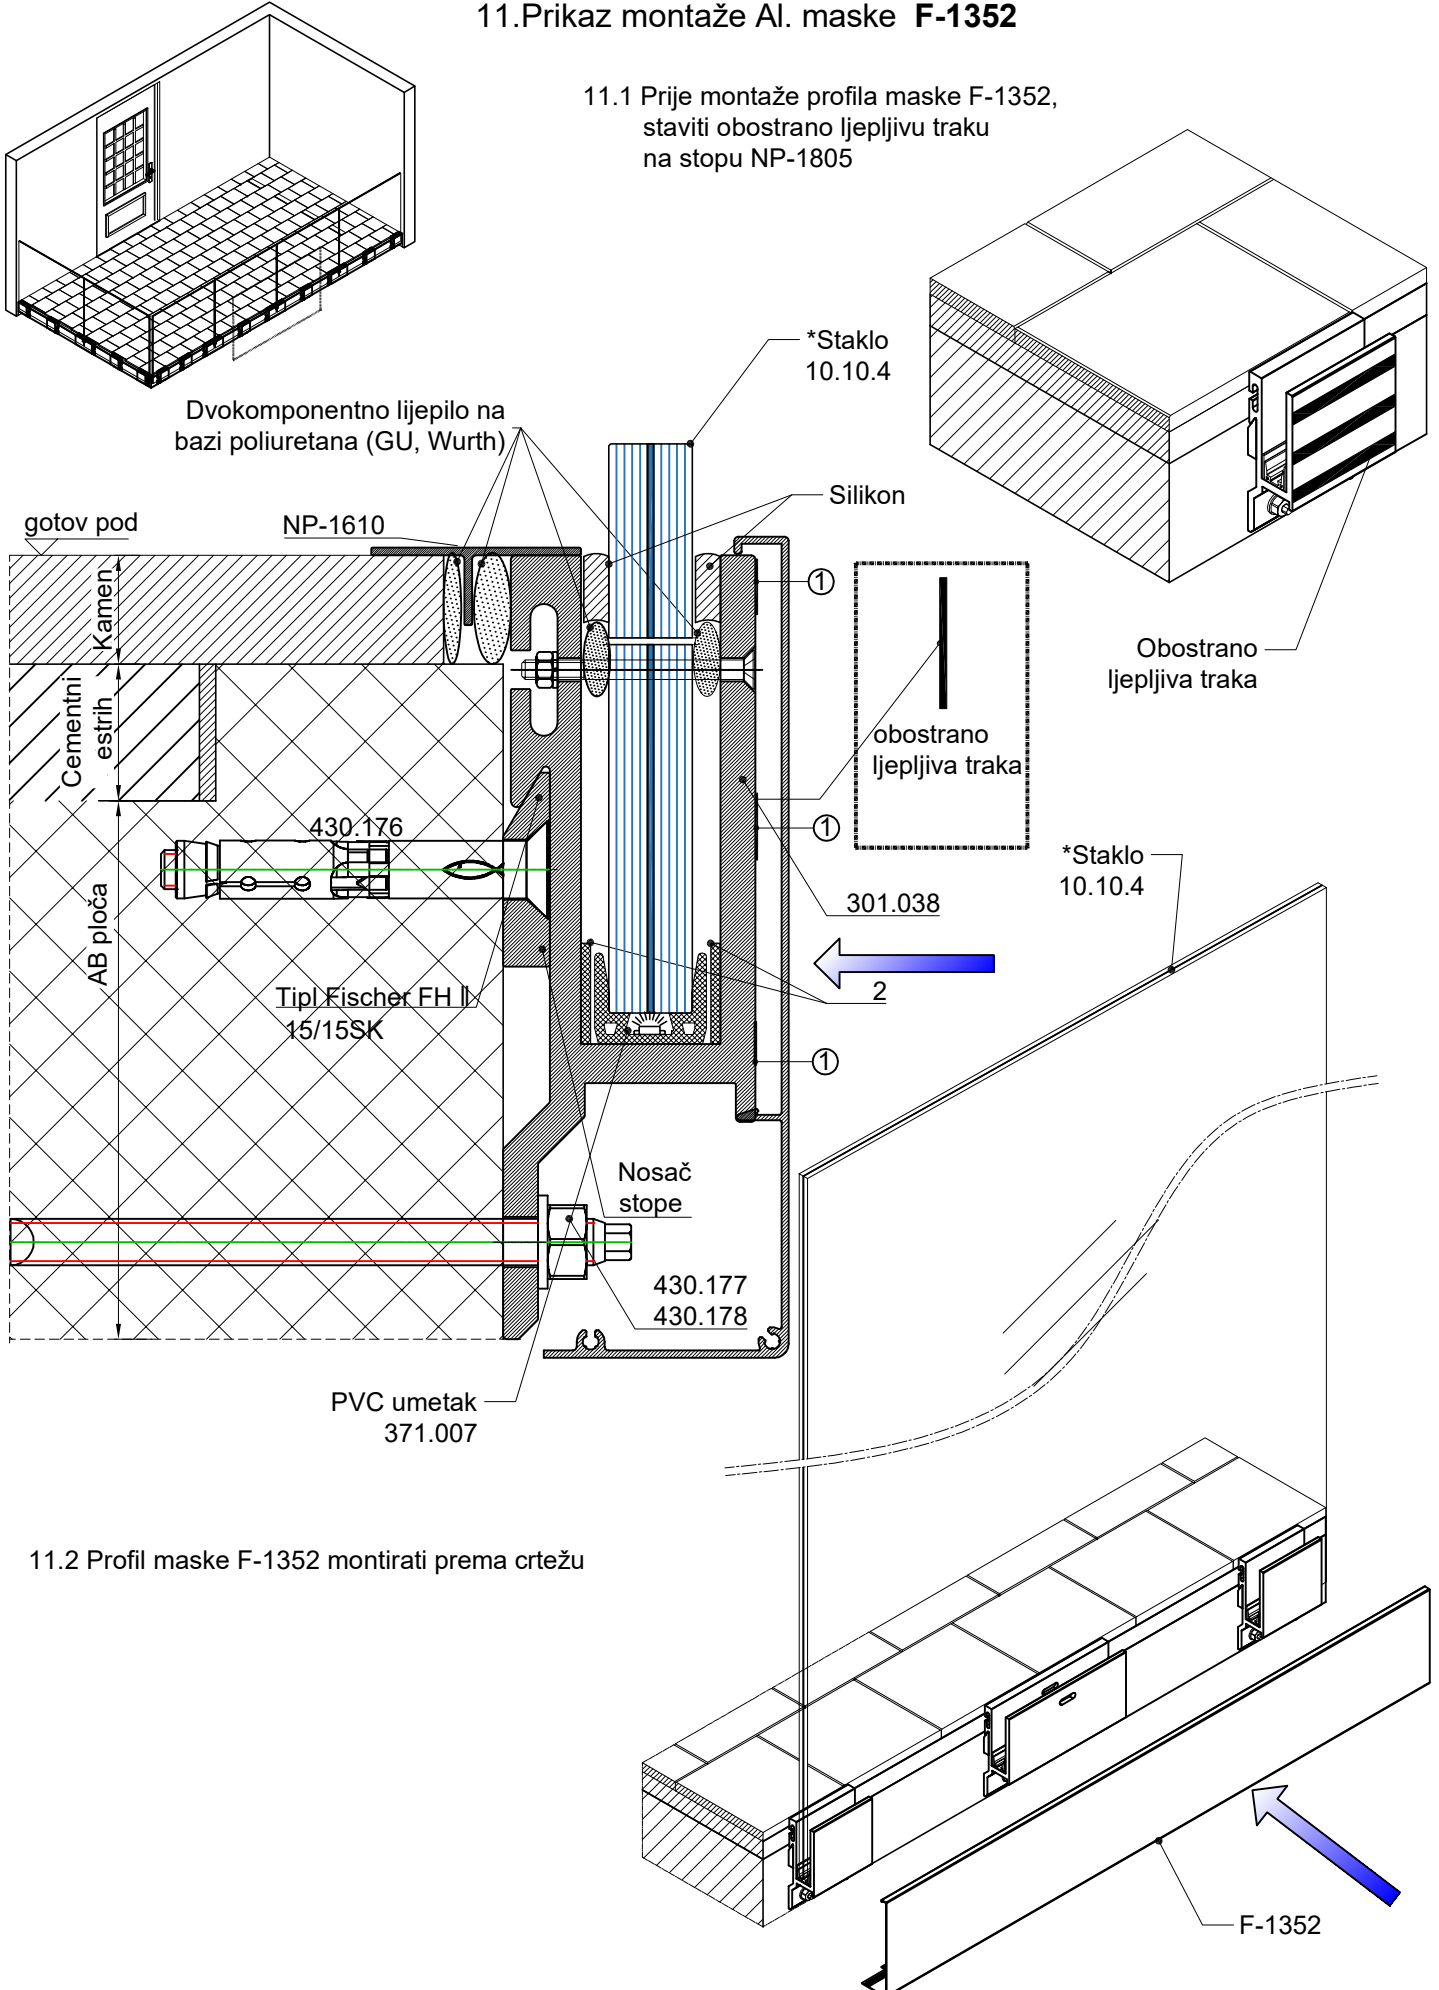 11.Prikaz montaže Al. maske F-1352
11.1 Prije montaže profila maske F-1352,
staviti obostrano ljepljivu traku
na stopu NP-1805
*Staklo
10.10.4
Dvokomponentno lijepilo na
bazi poliuretana (GU, Wurth)
Silikon
gotov pod
NP-1610
Kamen
1
Obostrano
ljepljiva traka
Cementni
estrih
obostrano
ljepljiva traka
430.176
1
*Staklo
10.10.4
301.038
AB ploča
2
Tipl Fischer FH II
15/15SK
1
Nosač
stope
430.177
430.178
PVC umetak
371.007
11.2 Profil maske F-1352 montirati prema crtežu
F-1352